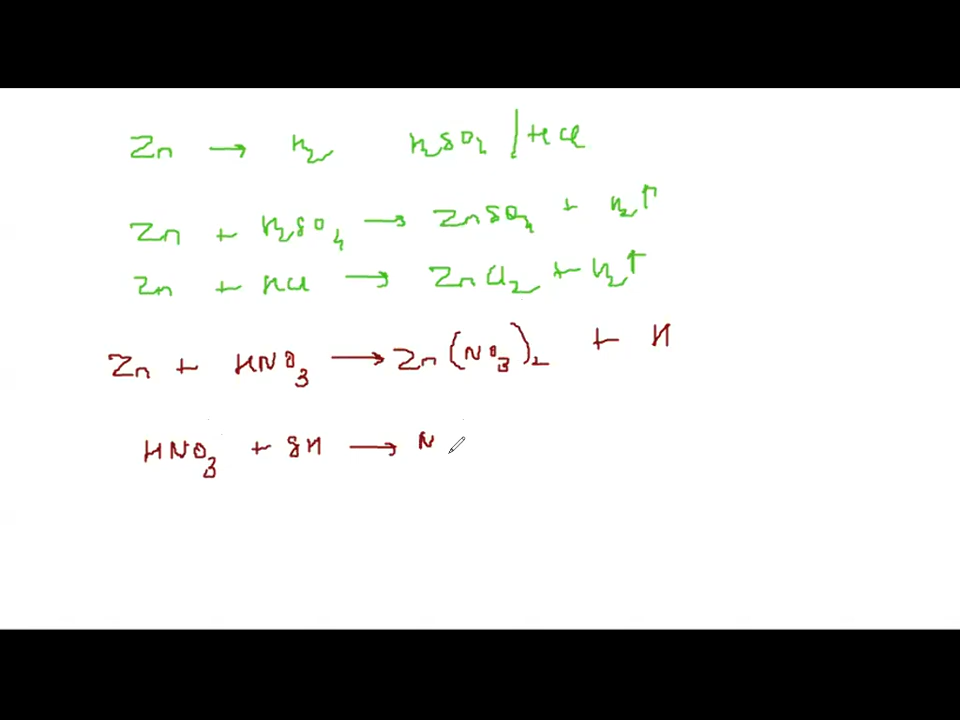 Zn → H₂ H₂SO₄ / HCl
Zn + H₂SO₄ → ZnSO₄ + H₂↑
Zn + HCl → ZnCl₂ + H₂↑
Zn + HNO₃ → Zn(NO₃)₂ + H
HNO₃ + 8H → N